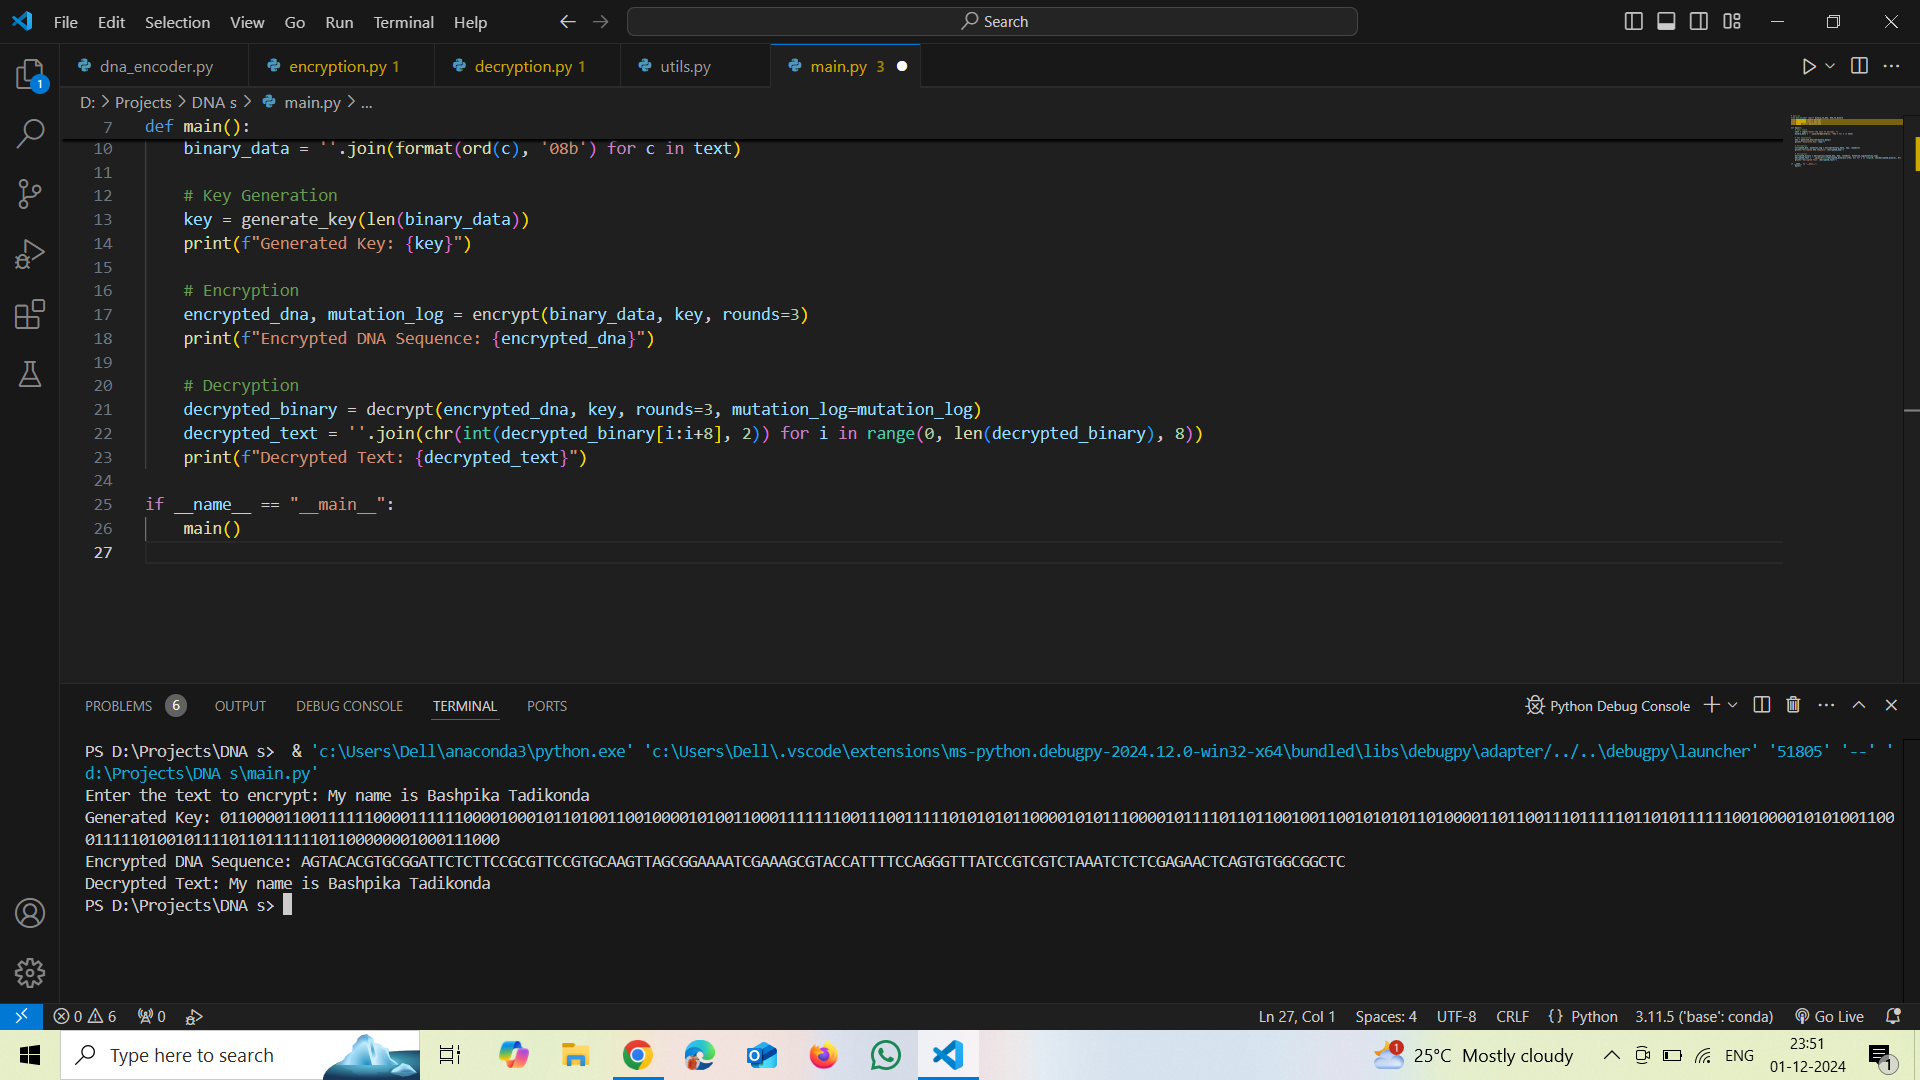 File Edit Selection View Go Run Terminal Help
Search
dna_encoder.py encryption.py 1 decryption.py 1 utils.py main.py 3
D: > Projects > DNA s > main.py > ...
7 def main():
10 binary_data = ''.join(format(ord(c), '08b') for c in text)
11
12 # Key Generation
13 key = generate_key(len(binary_data))
14 print(f"Generated Key: {key}")
15
16 # Encryption
17 encrypted_dna, mutation_log = encrypt(binary_data, key, rounds=3)
18 print(f"Encrypted DNA Sequence: {encrypted_dna}")
19
20 # Decryption
21 decrypted_binary = decrypt(encrypted_dna, key, rounds=3, mutation_log=mutation_log)
22 decrypted_text = ''.join(chr(int(decrypted_binary[i:i+8], 2)) for i in range(0, len(decrypted_binary), 8))
23 print(f"Decrypted Text: {decrypted_text}")
24
25 if __name__ == "__main__":
26 main()
27
1
PROBLEMS 6 OUTPUT DEBUG CONSOLE TERMINAL PORTS
Python Debug Console
PS D:\Projects\DNA s> & 'c:\Users\Dell\anaconda3\python.exe' 'c:\Users\Dell\.vscode\extensions\ms-python.debugpy-2024.12.0-win32-x64\bundled\libs\debugpy\adapter/../..\debugpy\launcher' '51805' '--' '
d:\Projects\DNA s\main.py'
Enter the text to encrypt: My name is Bashpika Tadikonda
Generated Key:
Encrypted DNA Sequence: AGTACACGTGCGGATTCTCTTCCGCGTTCCGTGCAAGTTAGCGGAAAATCGAAAGCGTACCATTTTCCAGGGTTTATCCGTCGTCTAAATCTCTCGAGAACTCAGTGTGGCGGCTC
Decrypted Text: My name is Bashpika Tadikonda
PS D:\Projects\DNA s>
0 6 0
Ln 27, Col 1 Spaces: 4 UTF-8 CRLF {} Python 3.11.5 ('base': conda) Go Live
Type here to search
1 25°C Mostly cloudy ENG
23:51
01-12-2024
1